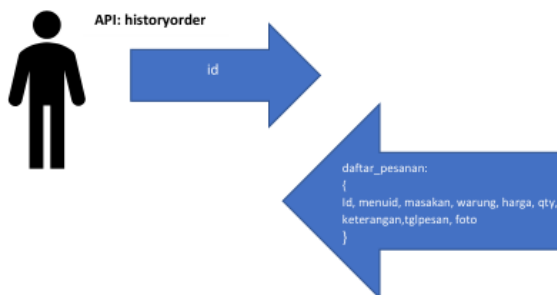 API: historyorder
id
daftar_pesanan:
{
Id, menuid, masakan, warung, harga, qty,
keterangan,tglpesan, foto
}